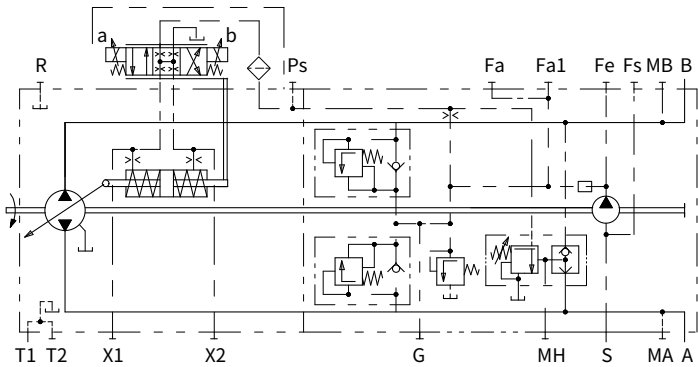 a b
R Ps Fa Fa1 Fe Fs MB B
T1 T2 X1 X2 G MH S MA A